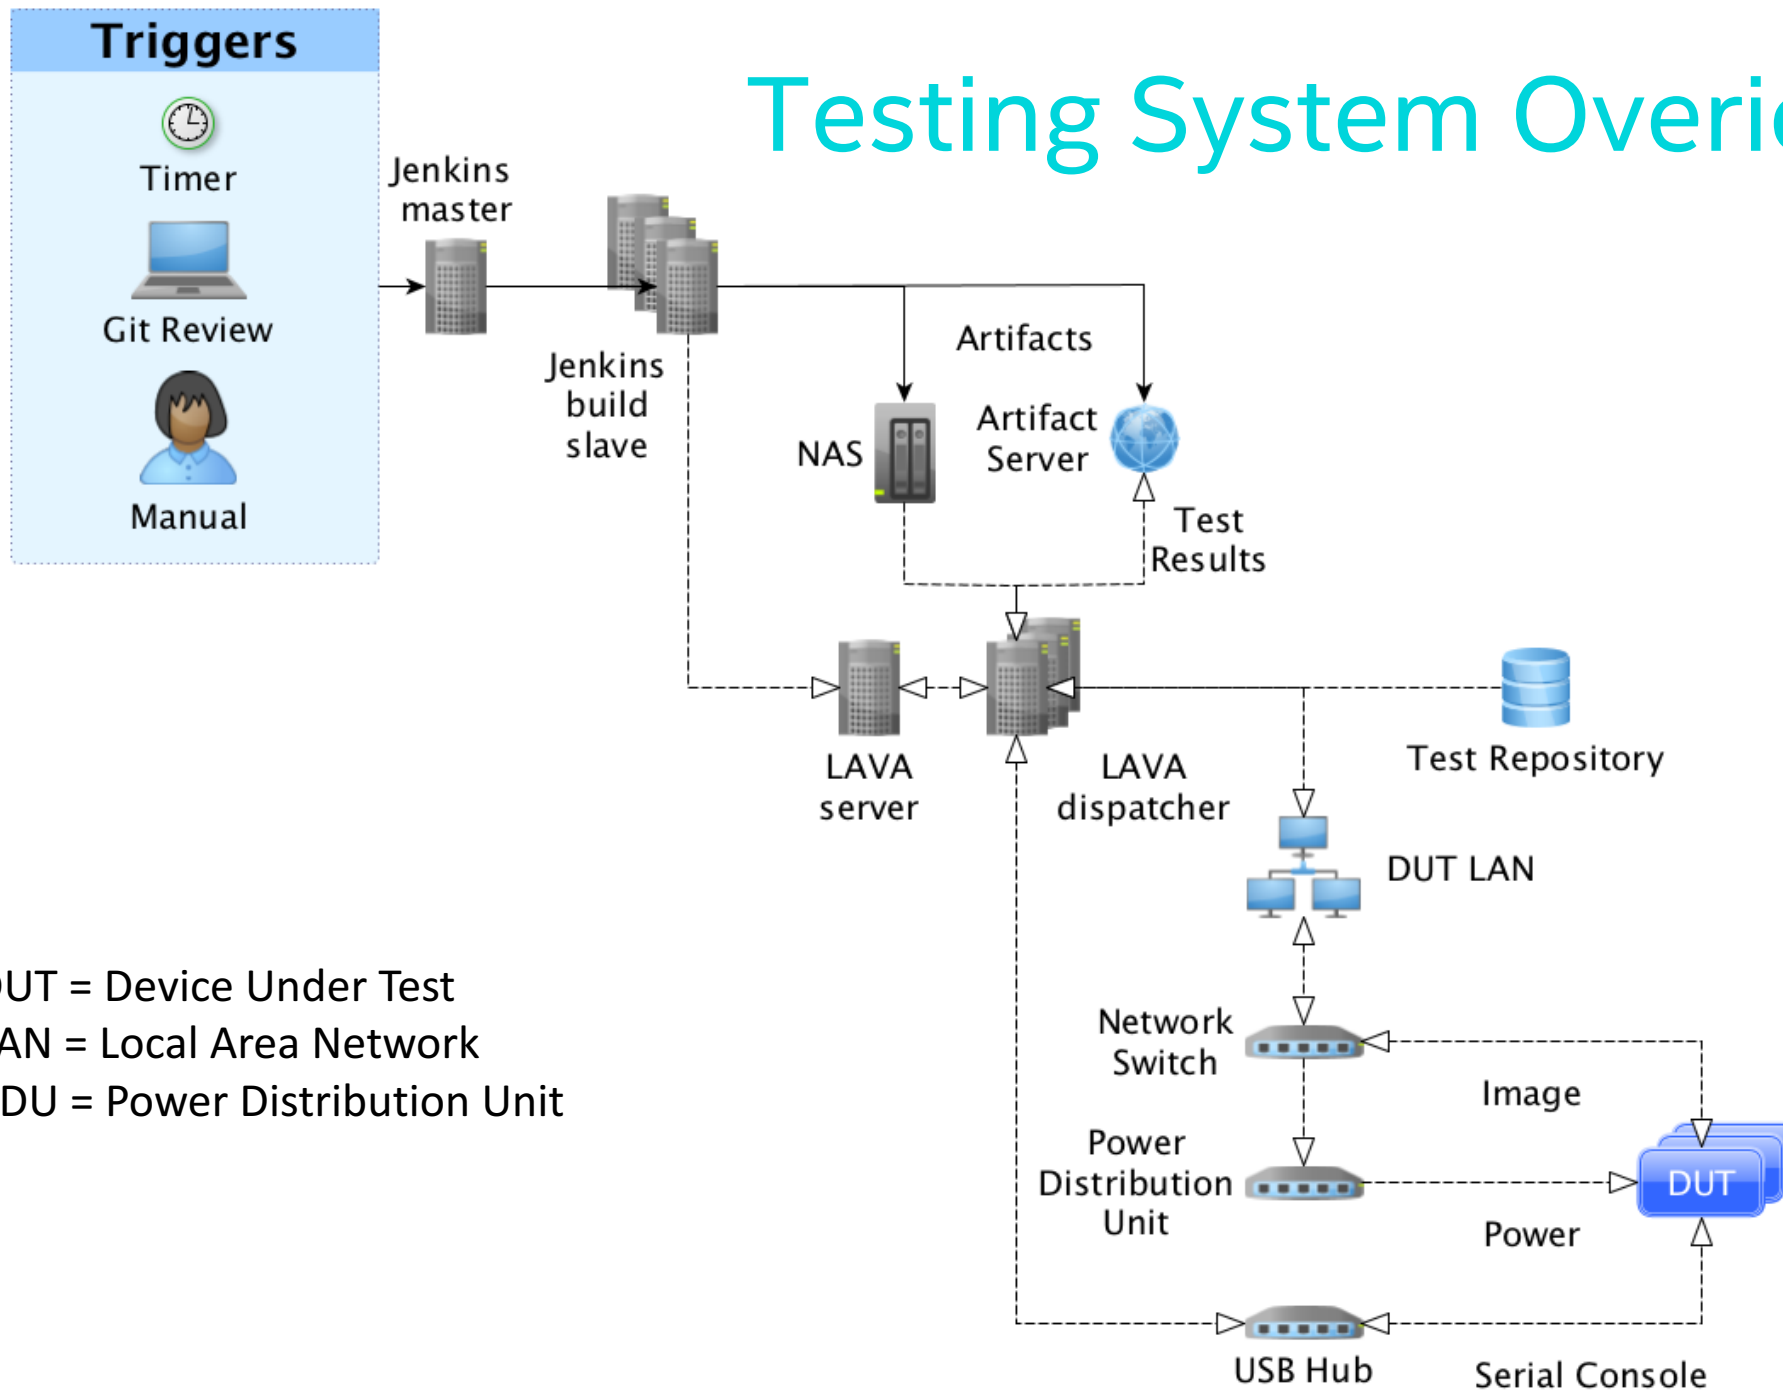 Triggers
Testing System Overi
Timer
Git Review
Manual
Jenkins
master
Jenkins
build
slave
Artifacts
NAS
Artifact
Server
Test
Results
LAVA
server
LAVA
dispatcher
Test Repository
DUT LAN
UT = Device Under Test
AN = Local Area Network
DU = Power Distribution Unit
Network
Switch
Image
Power
Distribution
Unit
DUT
Power
USB Hub
Serial Console